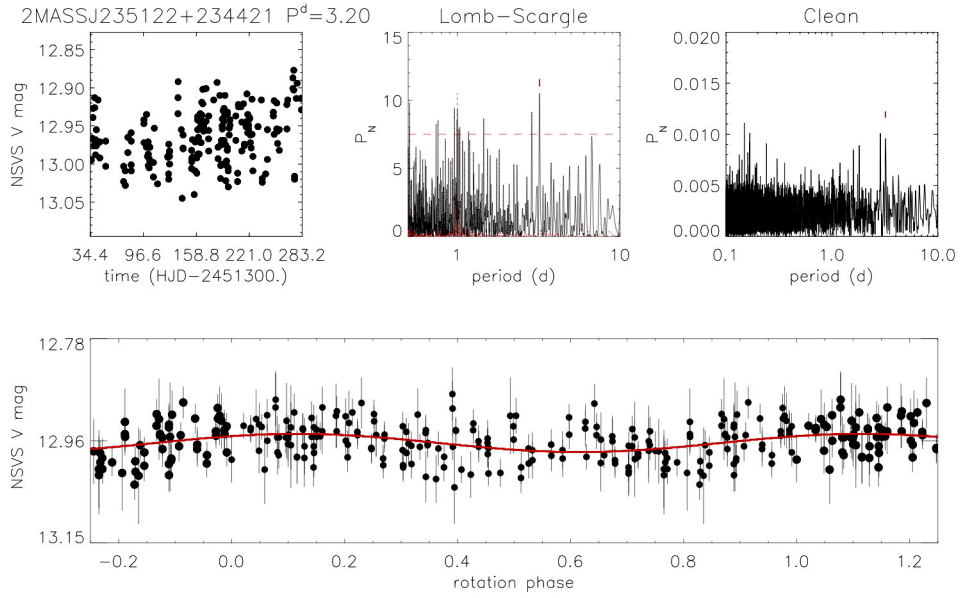 2MASSJ235122+234421 P^d=3.20
Lomb-Scargle
Clean
12.85
12.90
12.95
13.00
13.05
NSVS V mag
34.4 96.6 158.8 221.0 283.2
time (HJD-2451300.)
15
10
5
0
P_N
1 10
period (d)
0.020
0.015
0.010
0.005
0.000
P_N
0.1 1.0 10.0
period (d)
12.78
12.96
13.15
NSVS V mag
-0.2 0.0 0.2 0.4 0.6 0.8 1.0 1.2
rotation phase